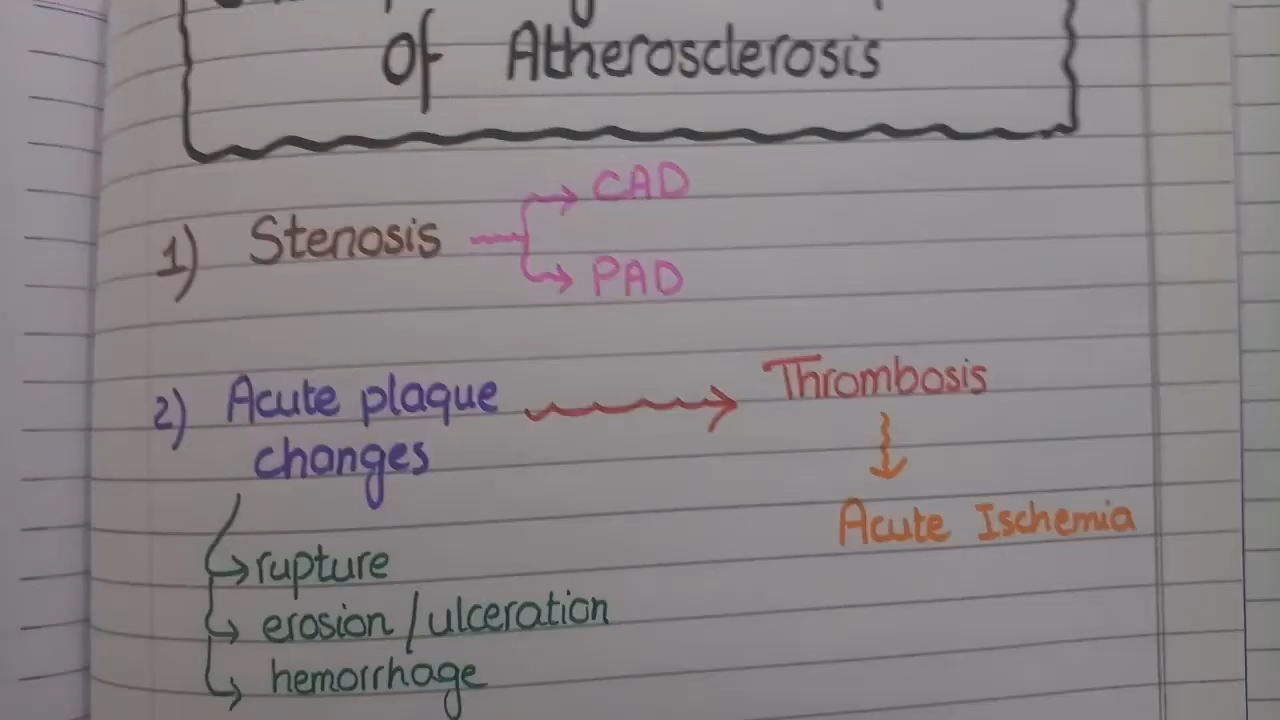 of Atherosclerosis
1) Stenosis
CAD
PAD
2) Acute plaque
changes
Thrombosis
Acute Ischemia
rupture
erosion / ulceration
hemorrhage